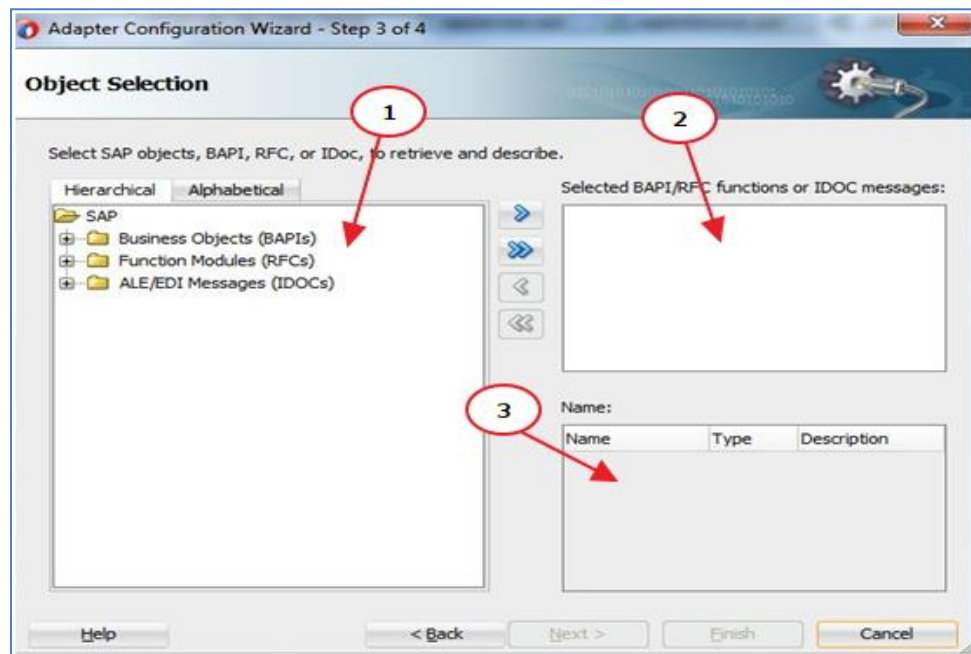 Adapter Configuration Wizard - Step 3 of 4
Object Selection
1
2
Select SAP objects, BAPI, RFC, or IDoc, to retrieve and describe.
Hierarchical Alphabetical
Selected BAPI/RFC functions or IDOC messages:
SAP
Business Objects (BAPIs)
Function Modules (RFCs)
ALE/EDI Messages (IDOCs)
3
Name:
Name Type Description
Help < Back Next > Finish Cancel